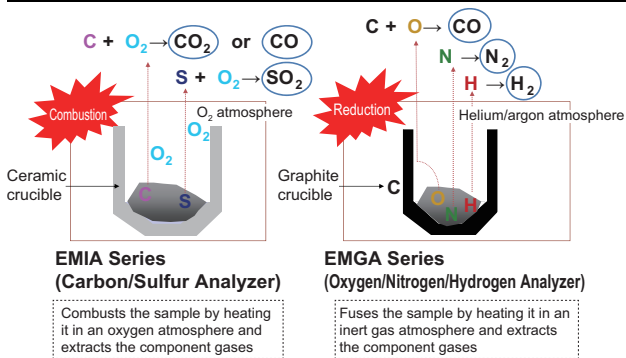 C + O₂→CO₂ or CO
S + O₂→SO₂
Combustion
O₂ atmosphere
O₂
O₂
Ceramic
crucible
C
S
EMIA Series
(Carbon/Sulfur Analyzer)
Combusts the sample by heating
it in an oxygen atmosphere and
extracts the component gases
C + O→ CO
N →N₂
H →H₂
Reduction
Helium/argon atmosphere
Graphite
crucible
C
O
N
H
EMGA Series
(Oxygen/Nitrogen/Hydrogen Analyzer)
Fuses the sample by heating it in an
inert gas atmosphere and extracts
the component gases